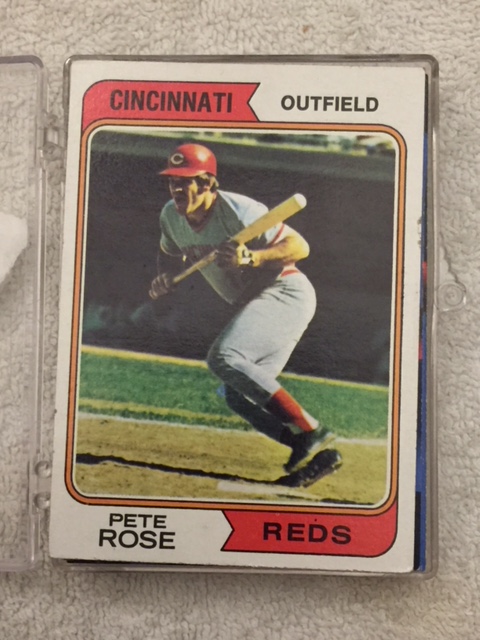 CINCINNATI
OUTFIELD
C
PETE
ROSE
REDS